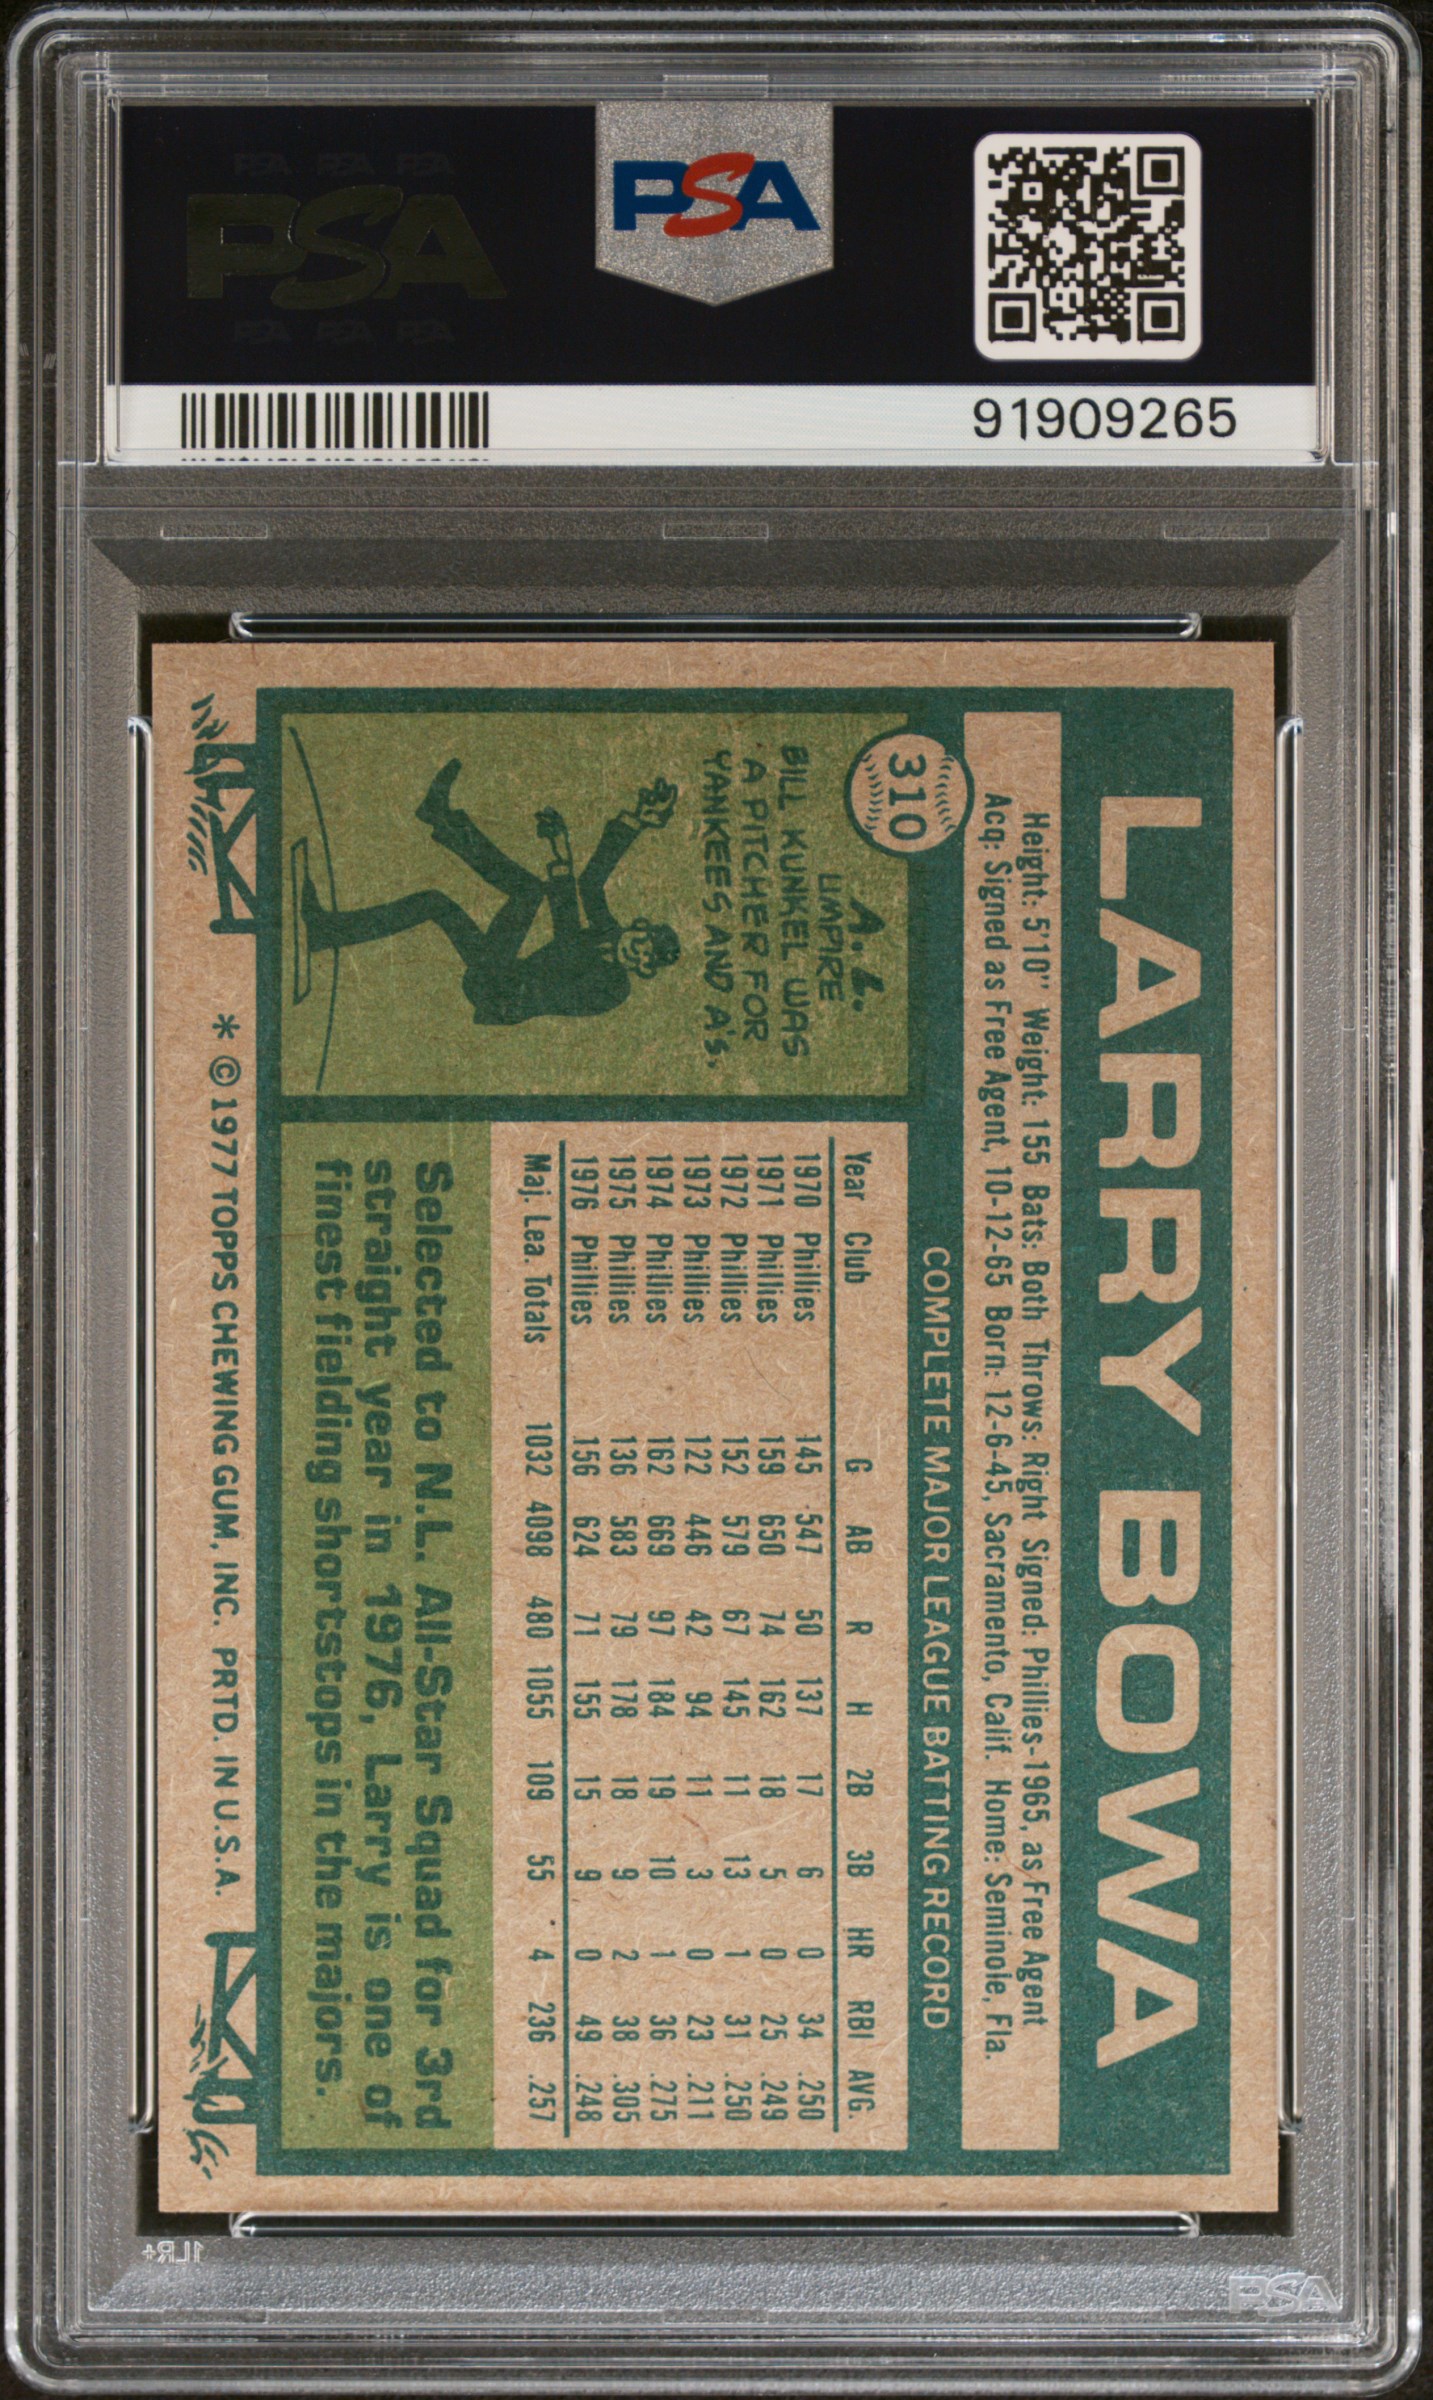 PSA PSA PSA
PSA
PSA PSA PSA
PSA
91909265
LARRY BOWA
Height: 5'10" Weight: 155 Bats: Both Throws: Right Signed: Phillies-1965, as Free Agent
Acq: Signed as Free Agent, 10-12-65 Born: 12-6-45, Sacramento, Calif. Home: Seminole, Fla.
310
COMPLETE MAJOR LEAGUE BATTING RECORD
A.L.
UMPIRE
BILL KUNKEL WAS
A PITCHER FOR
YANKEES AND A's.
Year Club G AB R H 2B 3B HR RBI AVG.
1970 Phillies 145 547 50 137 17 6 0 34 .250
1971 Phillies 159 650 74 162 18 5 0 25 .249
1972 Phillies 152 579 67 145 11 13 1 31 .250
1973 Phillies 122 446 42 94 11 3 0 23 .211
1974 Phillies 162 669 97 184 19 10 1 36 .275
1975 Phillies 136 583 79 178 18 9 2 38 .305
1976 Phillies 156 624 71 155 15 9 0 49 .248
Maj. Lea. Totals 1032 4098 480 1055 109 55 4 236 .257
Selected to N.L. All-Star Squad for 3rd
straight year in 1976, Larry is one of
finest fielding shortstops in the majors.
* © 1977 TOPPS CHEWING GUM, INC. PRTD. IN U.S.A.
1LR+
PSA